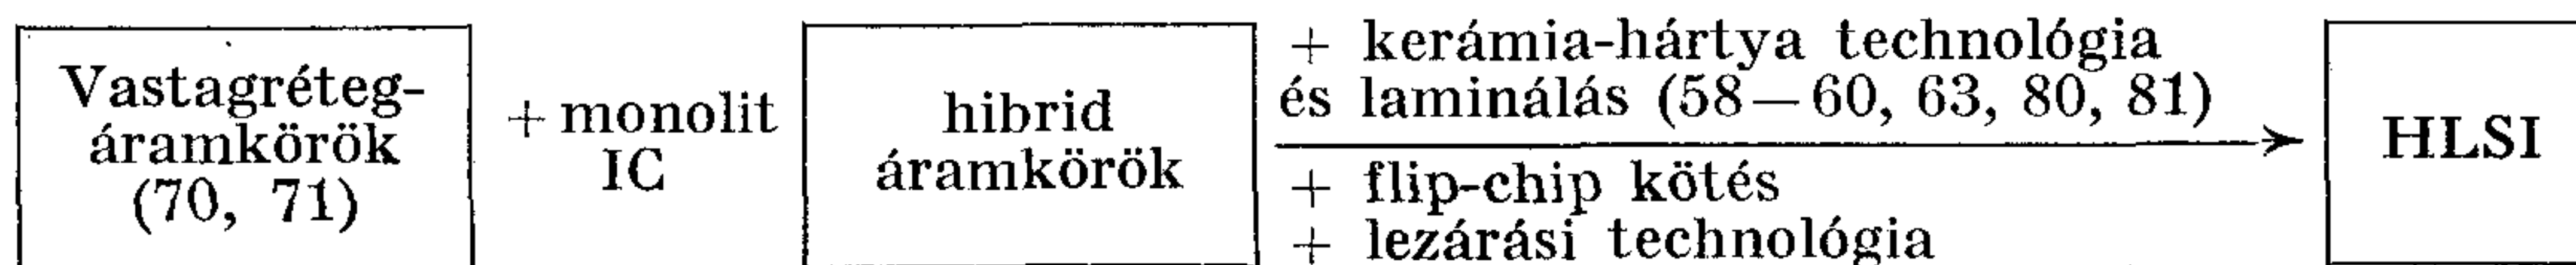 Vastagréteg-
áramkörök
(70, 71)
+ monolit
IC
hibrid
áramkörök
+ kerámia-hártya technológia
és laminálás (58—60, 63, 80, 81)
+ flip-chip kötés
+ lezárási technológia
HLSI